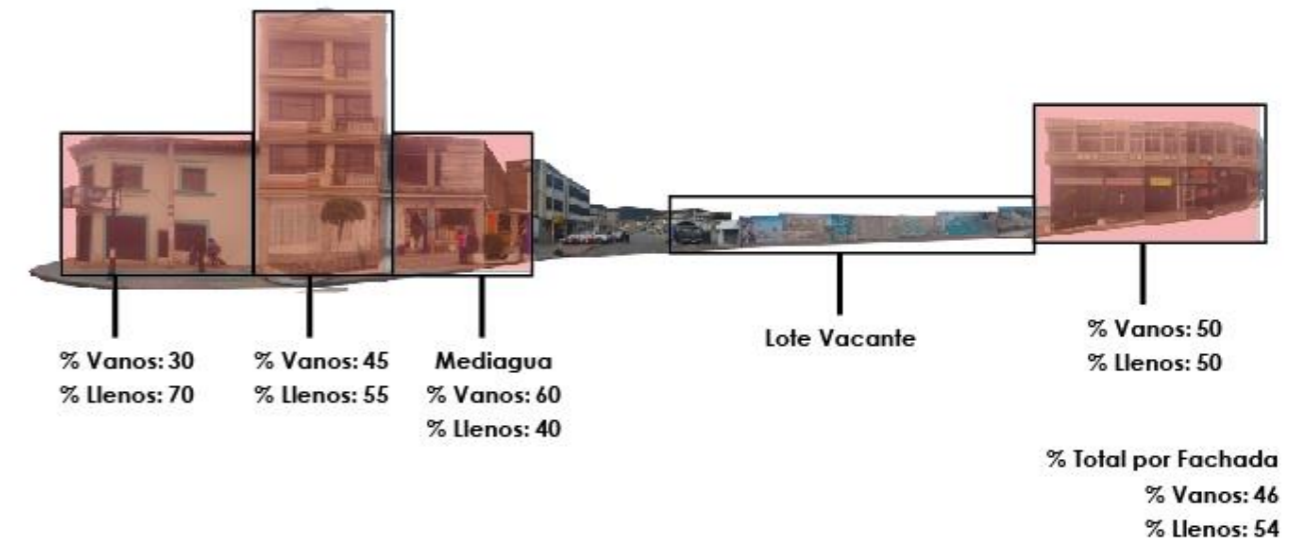 % Vanos: 30
% Llenos: 70
% Vanos: 45
% Llenos: 55
Mediagua
% Vanos: 60
% Llenos: 40
Lote Vacante
% Vanos: 50
% Llenos: 50
% Total por Fachada
% Vanos: 46
% Llenos: 54